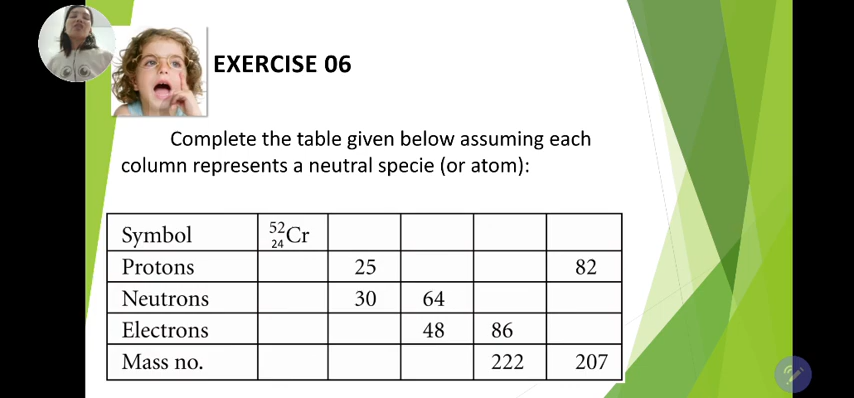 EXERCISE 06
Complete the table given below assuming each
column represents a neutral specie (or atom):
Symbol 52 24 Cr
Protons 25 82
Neutrons 30 64
Electrons 48 86
Mass no. 222 207